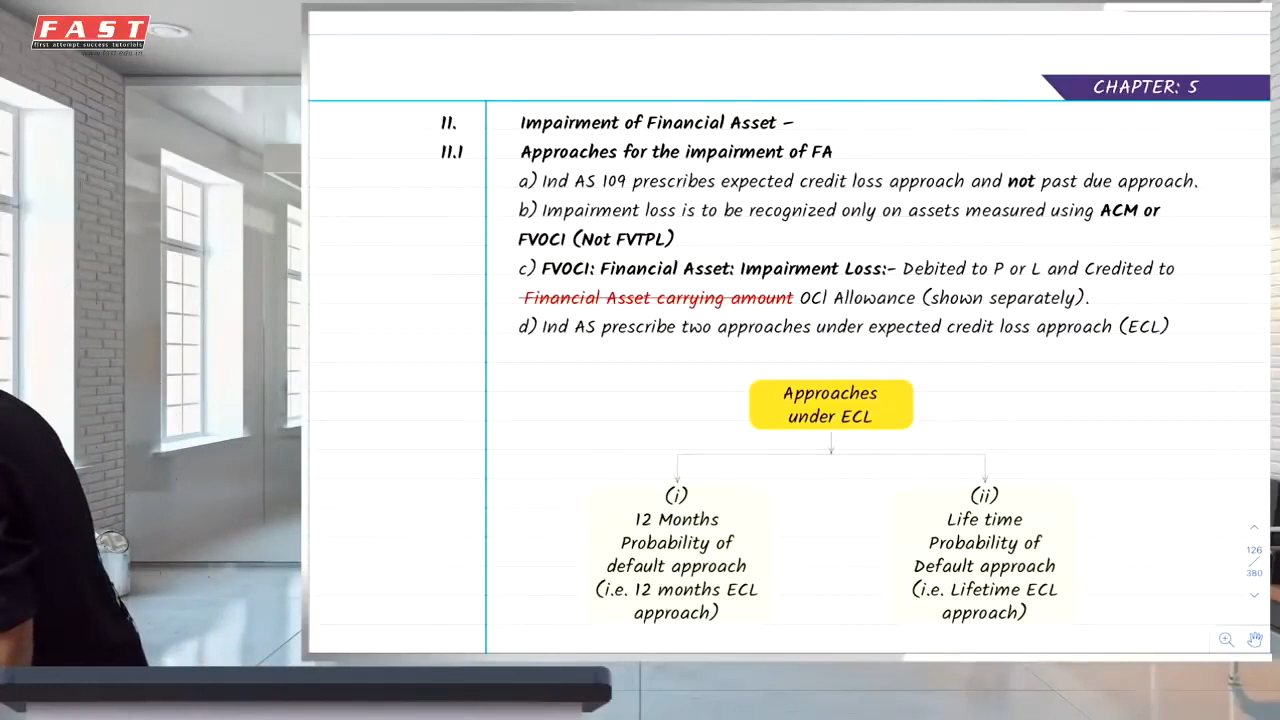 FAST
first attempt success tutorials
www.fast.edu.in
CHAPTER: 5
11. Impairment of Financial Asset –
11.1 Approaches for the impairment of FA
a) Ind AS 109 prescribes expected credit loss approach and not past due approach.
b) Impairment loss is to be recognized only on assets measured using ACM or
FVOCI (Not FVTPL)
c) FVOCI: Financial Asset: Impairment Loss:- Debited to P or L and Credited to
Financial Asset carrying amount OCI Allowance (shown separately).
d) Ind AS prescribe two approaches under expected credit loss approach (ECL)
Approaches
under ECL
(i)
12 Months
Probability of
default approach
(i.e. 12 months ECL
approach)
(ii)
Life time
Probability of
Default approach
(i.e. Lifetime ECL
approach)
126
380